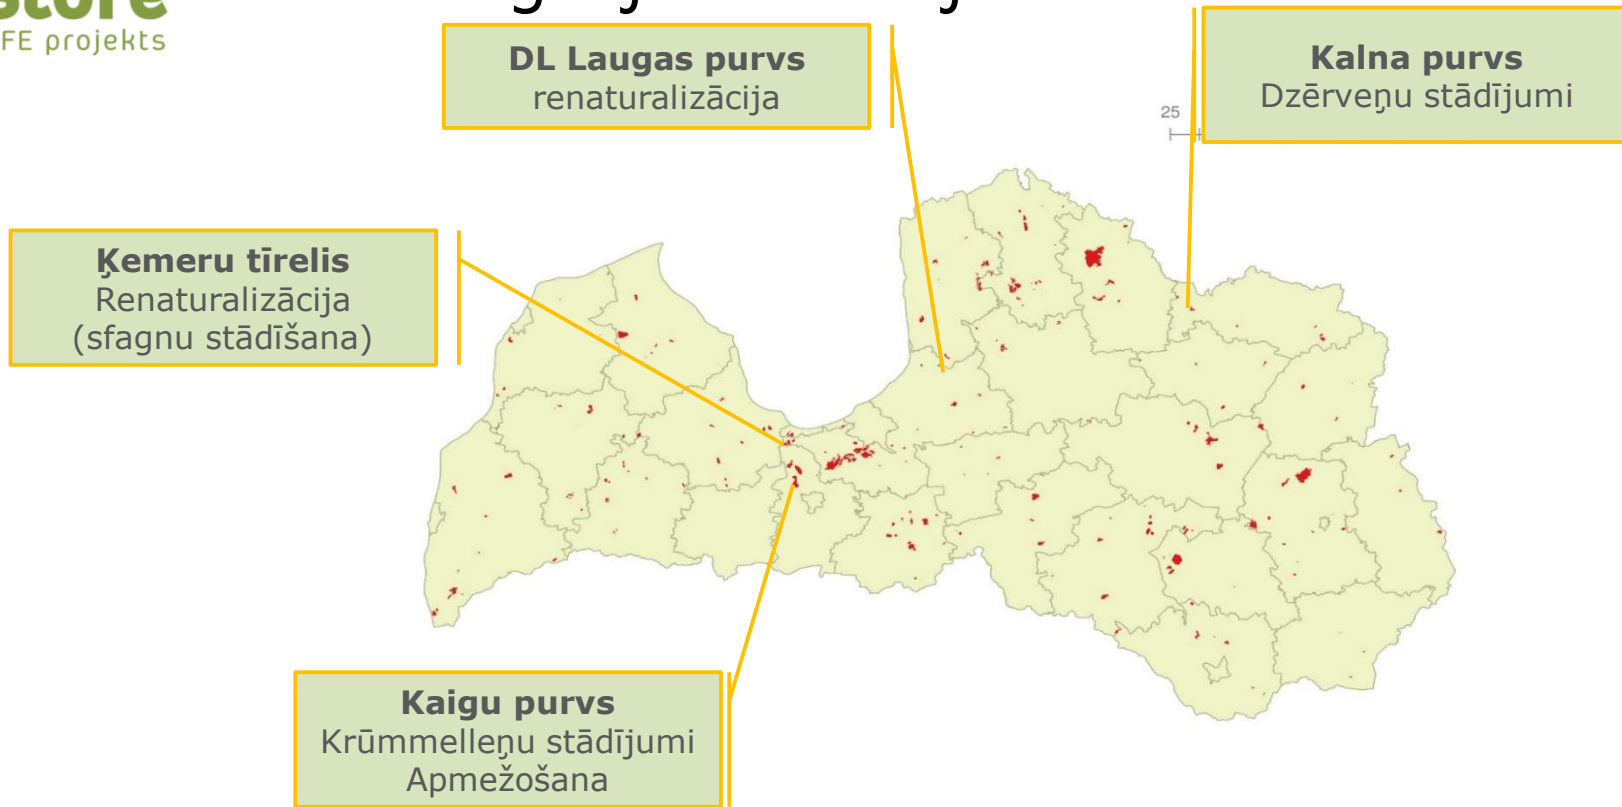 FE projekts
DL Laugas purvs
renaturalizācija
Kalna purvs
Dzērveņu stādījumi
25
Ķemeru tīrelis
Renaturalizācija
(sfagnu stādīšana)
Kaigu purvs
Krūmmelleņu stādījumi
Apmežošana